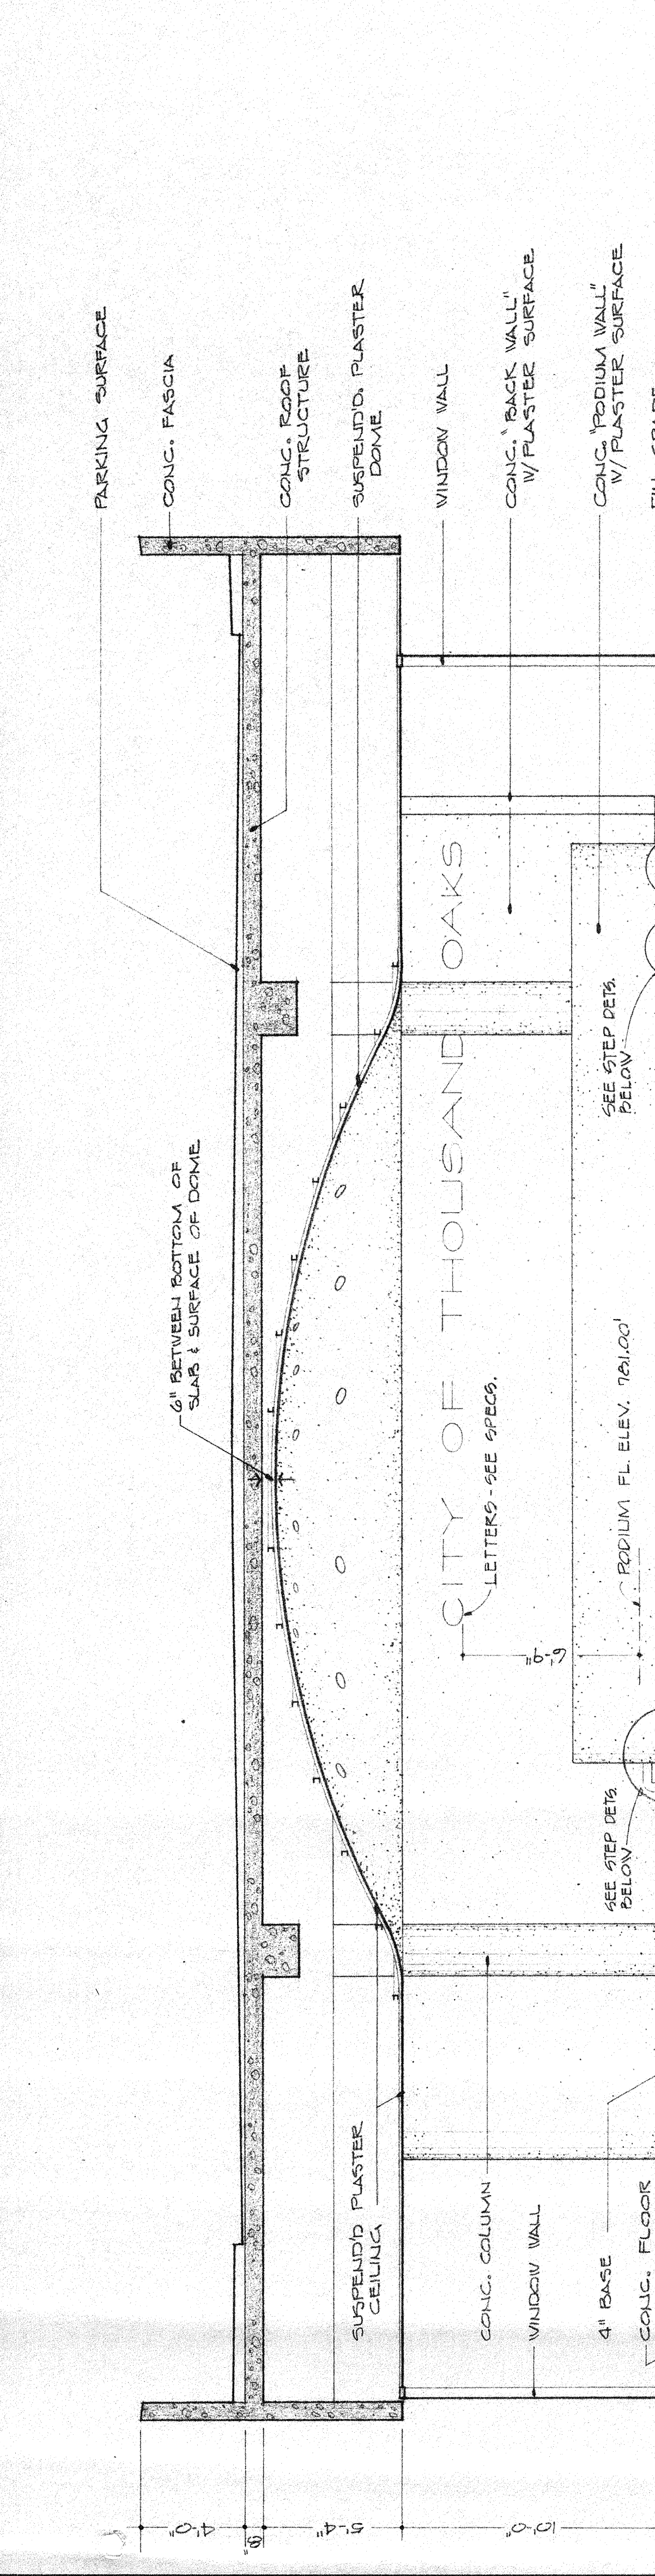 PARKING SURFACE
CONC. FASCIA
CONC. ROOF
STRUCTURE
SUSPEND'D. PLASTER
DOME
WINDOW WALL
CONC. "BACK WALL"
W/ PLASTER SURFACE
CONC. "PODIUM WALL"
W/ PLASTER SURFACE
6" BETWEEN BOTTOM OF
SLAB & SURFACE OF DOME
CITY OF THOUSAND OAKS
LETTERS - SEE SPECS.
6'-9"
SEE STEP DETS.
BELOW
PODIUM FL. ELEV. 781.00'
SEE STEP DETS.
BELOW
SUSPEND'D PLASTER
CEILING
CONC. COLUMN
WINDOW WALL
4" BASE
CONC. FLOOR
4'-0"
8"
5'-4"
10'-0"